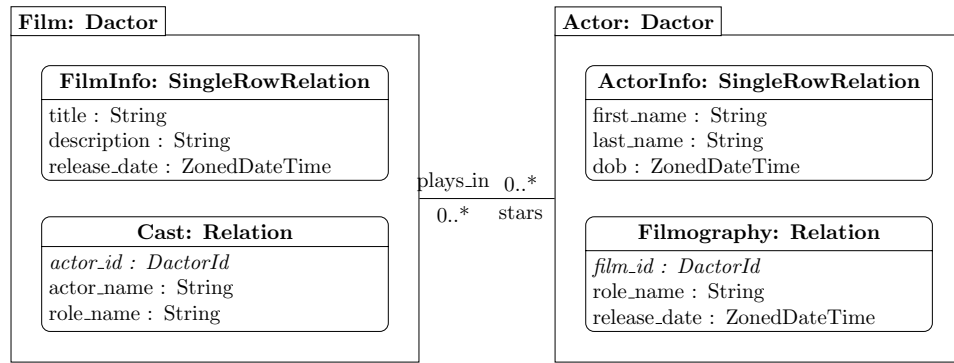 Film: Dactor
FilmInfo: SingleRowRelation
title : String
description : String
release_date : ZonedDateTime
Cast: Relation
actor_id : DactorId
actor_name : String
role_name : String
plays_in 0..*
0..* stars
Actor: Dactor
ActorInfo: SingleRowRelation
first_name : String
last_name : String
dob : ZonedDateTime
Filmography: Relation
film_id : DactorId
role_name : String
release_date : ZonedDateTime